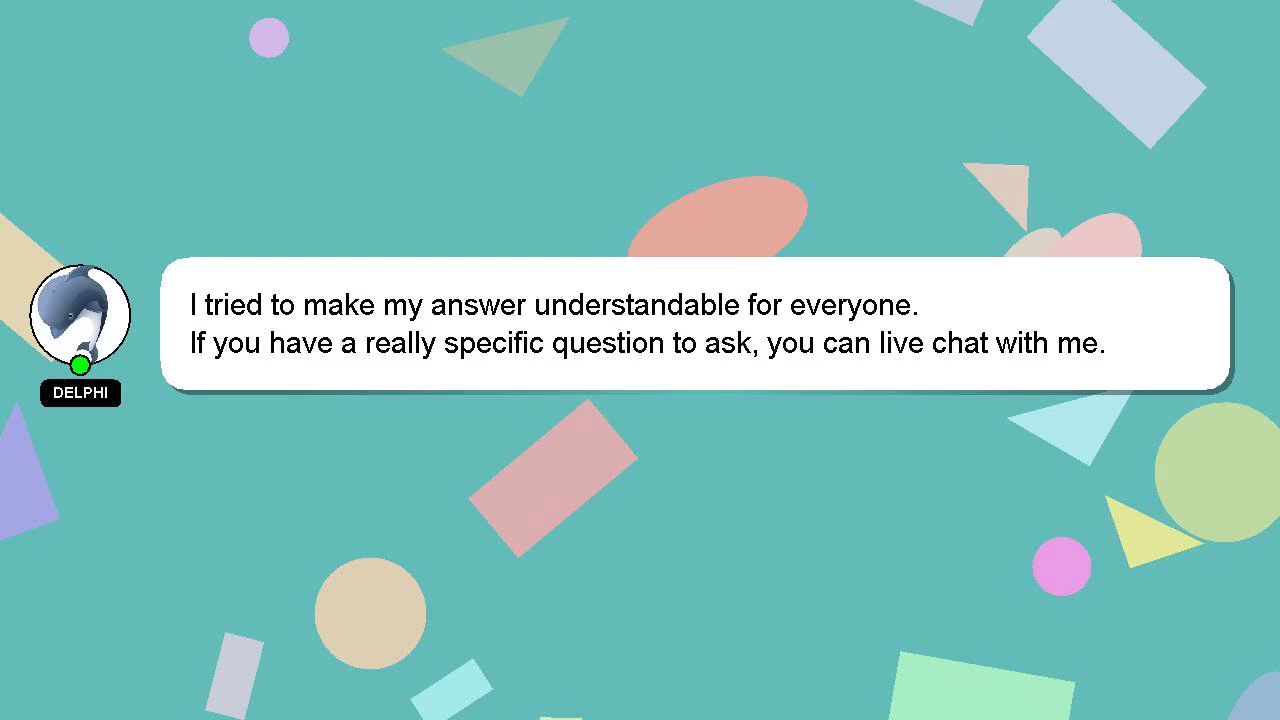 I tried to make my answer understandable for everyone.
If you have a really specific question to ask, you can live chat with me.
DELPHI